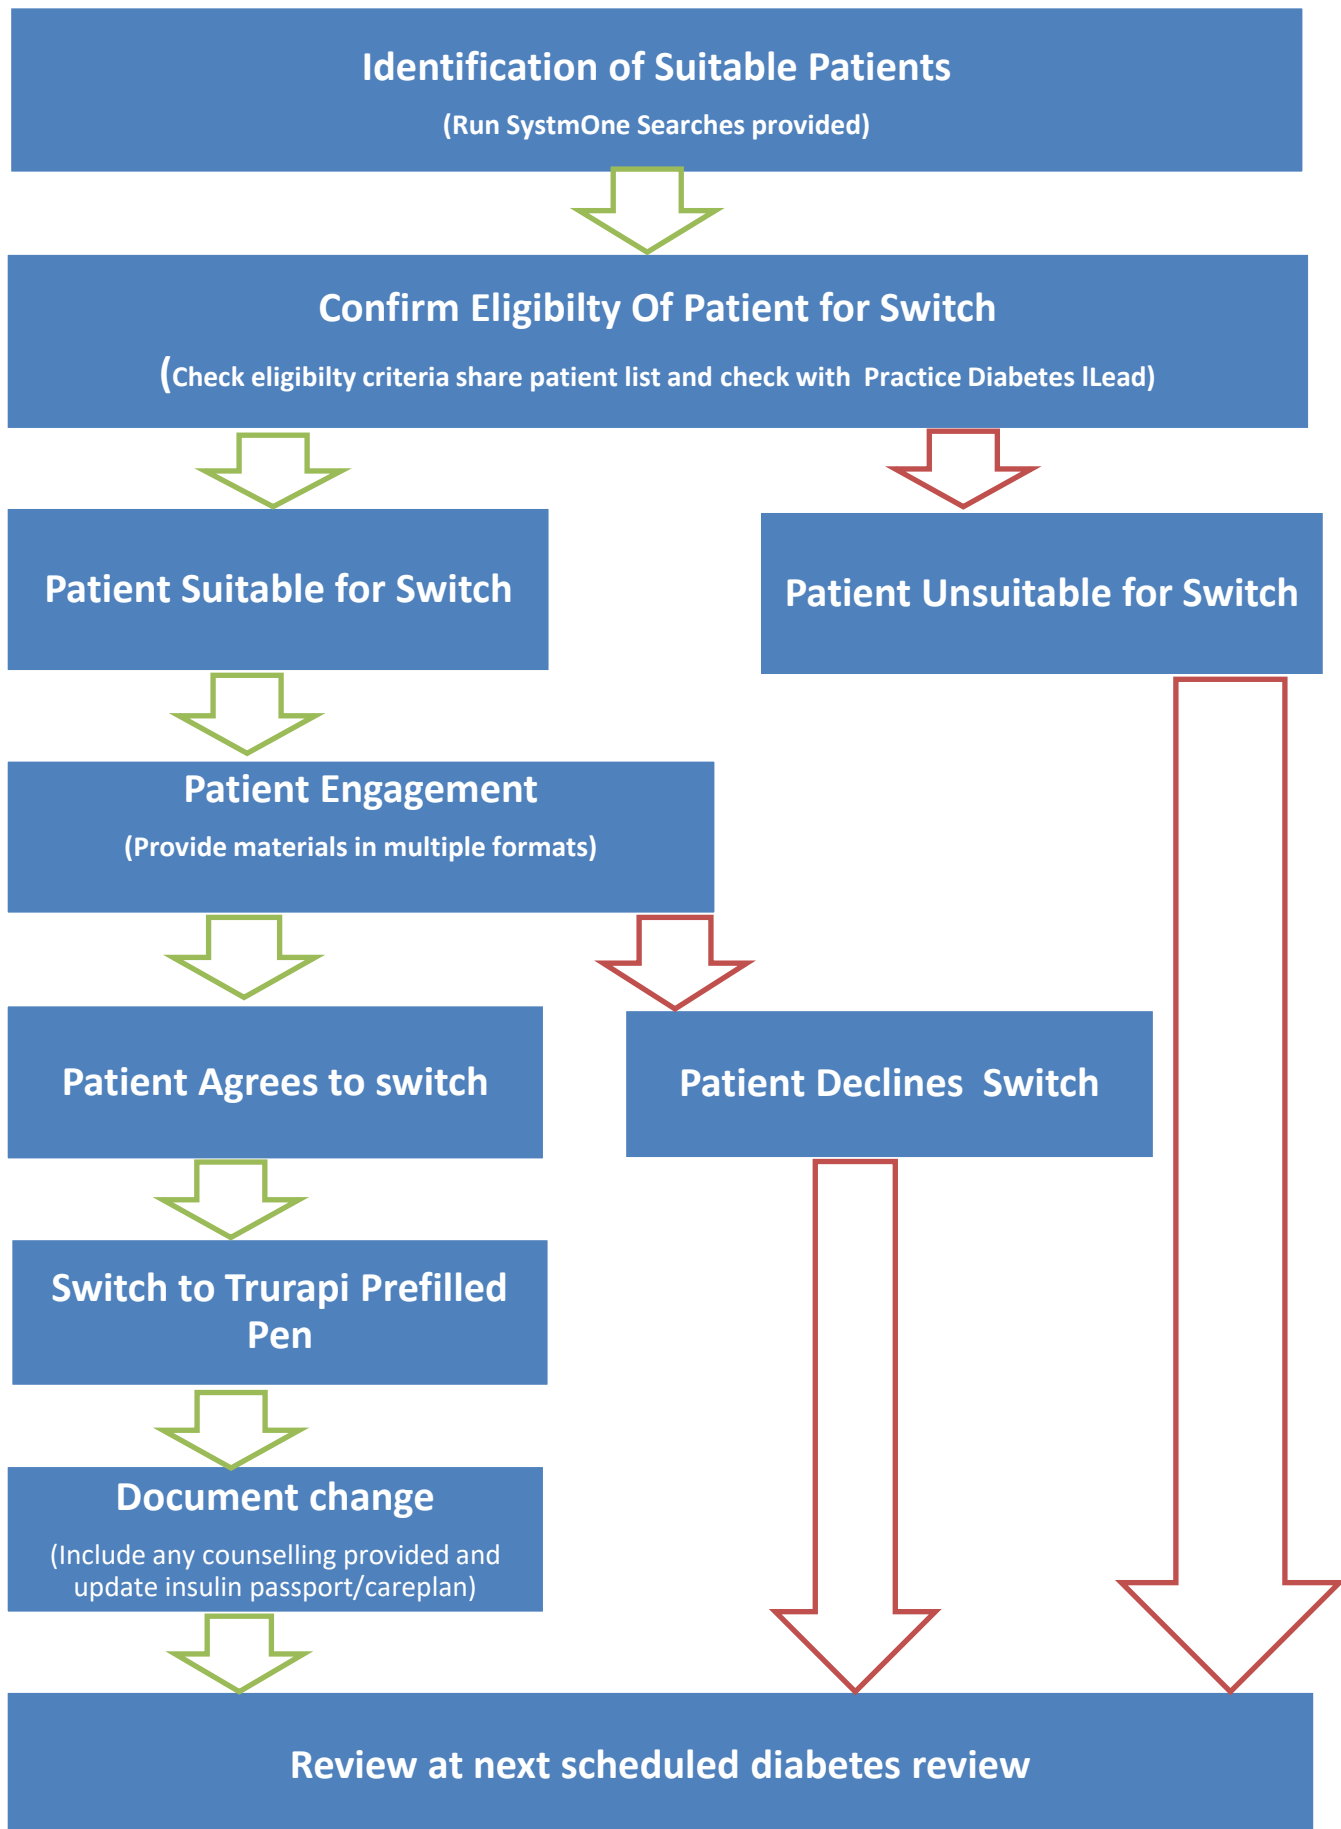 Identification of Suitable Patients
(Run SystmOne Searches provided)
Confirm Eligibilty Of Patient for Switch
(Check eligibilty criteria share patient list and check with  Practice Diabetes lLead)
Patient Suitable for Switch
Patient Unsuitable for Switch
Patient Engagement
(Provide materials in multiple formats)
Patient Agrees to switch
Patient Declines  Switch
Switch to Trurapi Prefilled
Pen
Document change
(Include any counselling provided and
update insulin passport/careplan)
Review at next scheduled diabetes review